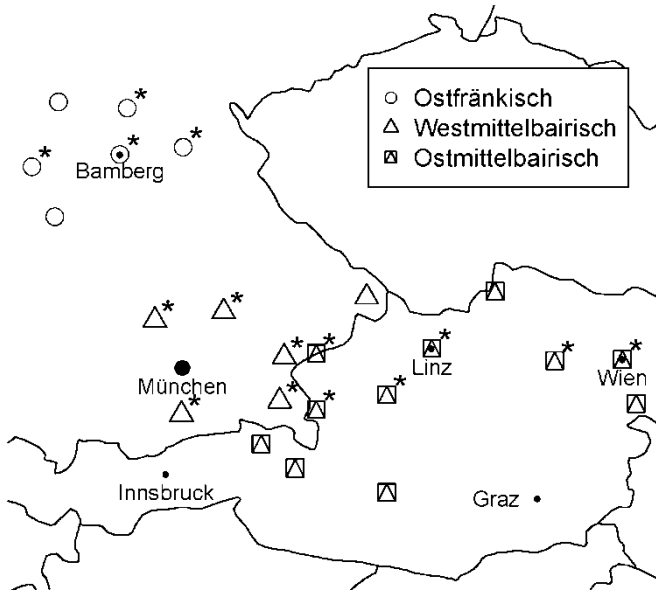 Ostfränkisch
Westmittelbairisch
Ostmittelbairisch
*
*
*
*
Bamberg
*
*
*
*
*
*
*
München
*
*
Linz
*
*
Wien
*
Innsbruck
Graz